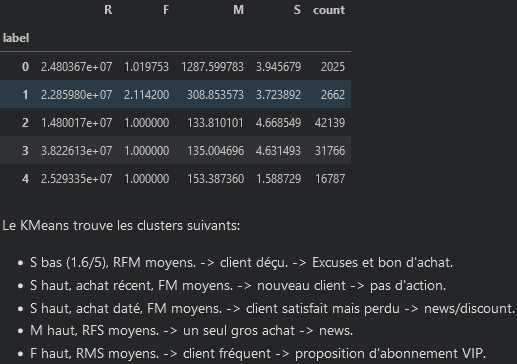 R F M S count
label
0 2.480367e+07 1.019753 1287.599783 3.945679 2025
1 2.285980e+07 2.114200 308.853573 3.723892 2662
2 1.480017e+07 1.000000 133.810101 4.668549 42139
3 3.822613e+07 1.000000 135.004696 4.631493 31766
4 2.529335e+07 1.000000 153.387360 1.588729 16787
Le KMeans trouve les clusters suivants:
• S bas (1.6/5), RFM moyens. -> client déçu. -> Excuses et bon d'achat.
• S haut, achat récent, FM moyens. -> nouveau client -> pas d'action.
• S haut, achat daté, FM moyens. -> client satisfait mais perdu -> news/discount.
• M haut, RFS moyens. -> un seul gros achat -> news.
• F haut, RMS moyens. -> client fréquent -> proposition d'abonnement VIP.